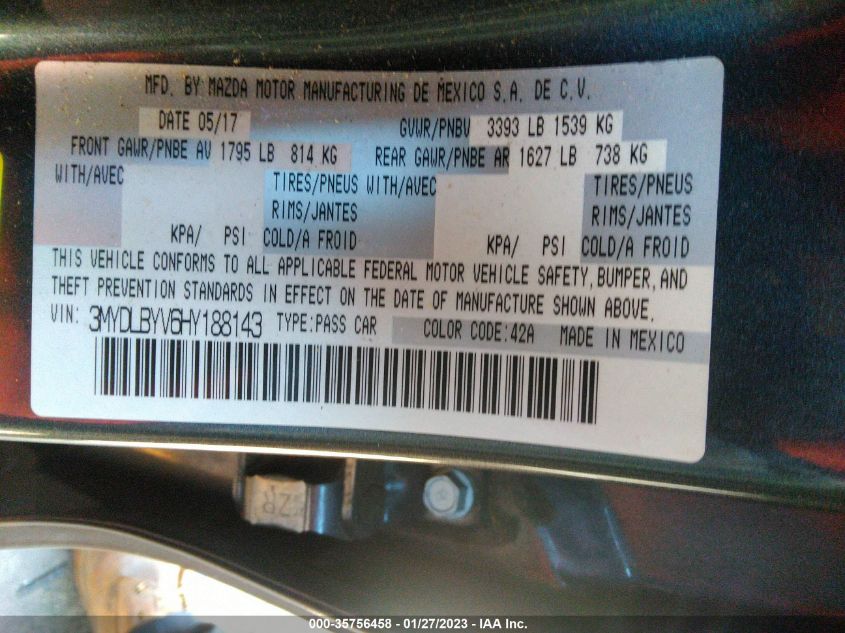 MFD. BY MAZDA MOTOR MANUFACTURING DE MEXICO S.A. DE C.V.
DATE 05/17 GVWR/PNBV 3393 LB 1539 KG
FRONT GAWR/PNBE AV 1795 LB 814 KG REAR GAWR/PNBE AR 1627 LB 738 KG
WITH/AVEC TIRES/PNEUS WITH/AVEC TIRES/PNEUS
RIMS/JANTES RIMS/JANTES
KPA/ PSI COLD/A FROID KPA/ PSI COLD/A FROID
THIS VEHICLE CONFORMS TO ALL APPLICABLE FEDERAL MOTOR VEHICLE SAFETY, BUMPER, AND
THEFT PREVENTION STANDARDS IN EFFECT ON THE DATE OF MANUFACTURE SHOWN ABOVE.
VIN: 3MYDLBYV6HY188143 TYPE:PASS CAR COLOR CODE:42A MADE IN MEXICO
000-35756458 - 01/27/2023 - IAA Inc.